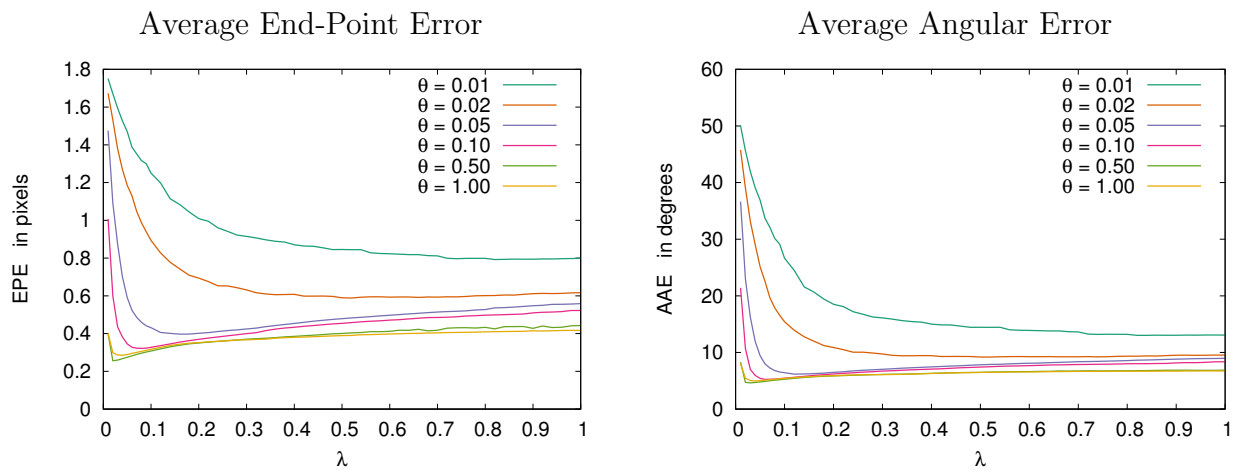 Average End-Point Error
EPE in pixels
1.8
1.6
1.4
1.2
1
0.8
0.6
0.4
0.2
0
θ = 0.01
θ = 0.02
θ = 0.05
θ = 0.10
θ = 0.50
θ = 1.00
0 0.1 0.2 0.3 0.4 0.5 0.6 0.7 0.8 0.9 1
λ
Average Angular Error
AAE in degrees
60
50
40
30
20
10
0
θ = 0.01
θ = 0.02
θ = 0.05
θ = 0.10
θ = 0.50
θ = 1.00
0 0.1 0.2 0.3 0.4 0.5 0.6 0.7 0.8 0.9 1
λ